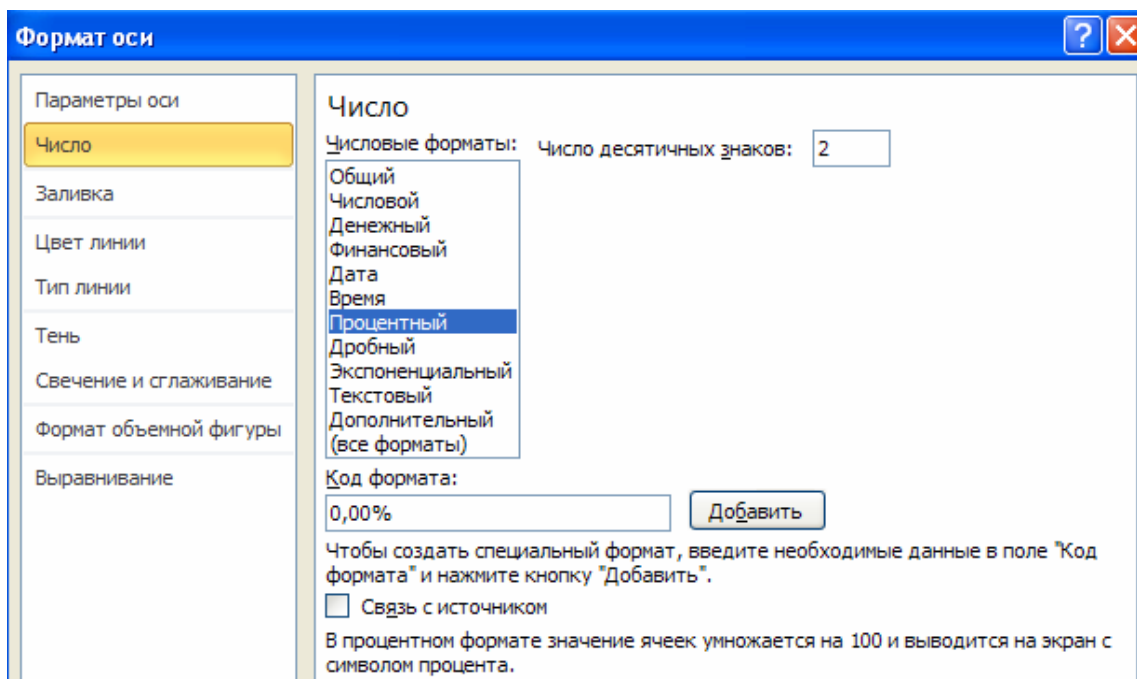 Формат оси
Параметры оси
Число
Заливка
Цвет линии
Тип линии
Тень
Свечение и сглаживание
Формат объемной фигуры
Выравнивание
Число
Числовые форматы:
Число десятичных знаков: 2
Общий
Числовой
Денежный
Финансовый
Дата
Время
Процентный
Дробный
Экспоненциальный
Текстовый
Дополнительный
(все форматы)
Код формата:
0,00%
Добавить
Чтобы создать специальный формат, введите необходимые данные в поле "Код
формата" и нажмите кнопку "Добавить".
Связь с источником
В процентном формате значение ячеек умножается на 100 и выводится на экран с
символом процента.